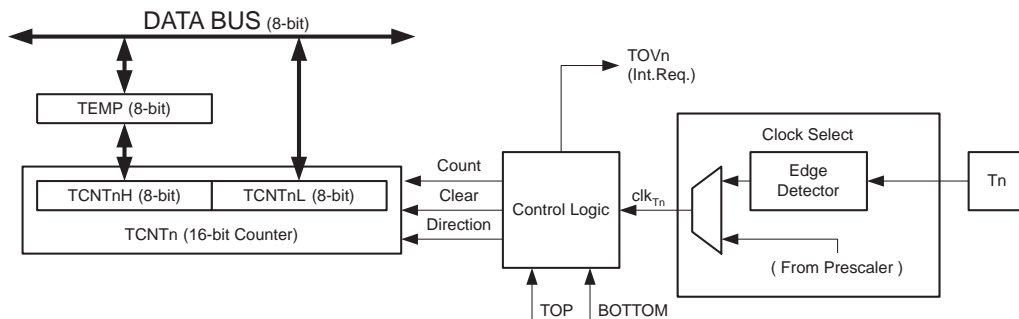 DATA BUS (8-bit)
TEMP (8-bit)
TCNTnH (8-bit)
TCNTnL (8-bit)
TCNTn (16-bit Counter)
Count
Clear
Direction
TOVn
(Int.Req.)
Control Logic
TOP
BOTTOM
clkTn
Clock Select
Edge
Detector
( From Prescaler )
Tn